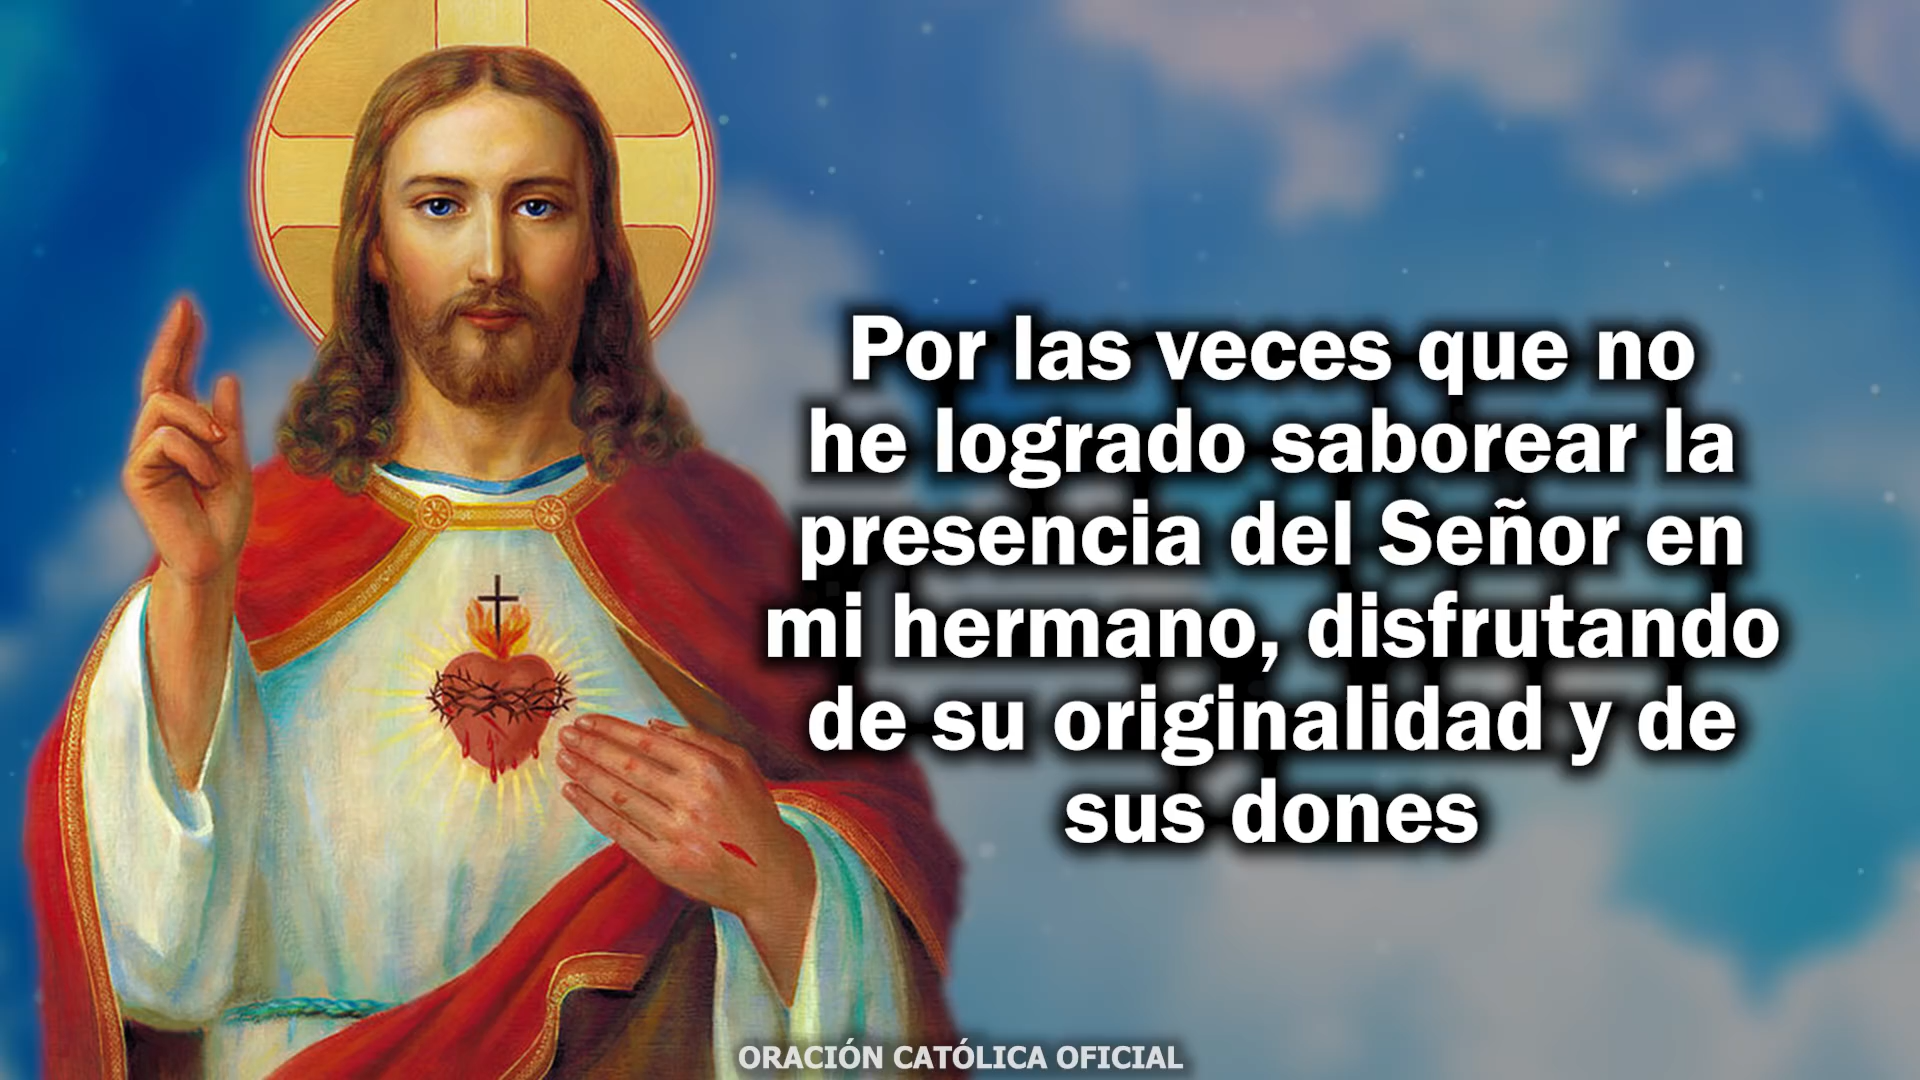 Por las veces que no
he logrado saborear la
presencia del Señor en
mi hermano, disfrutando
de su originalidad y de
sus dones
ORACIÓN CATÓLICA OFICIAL